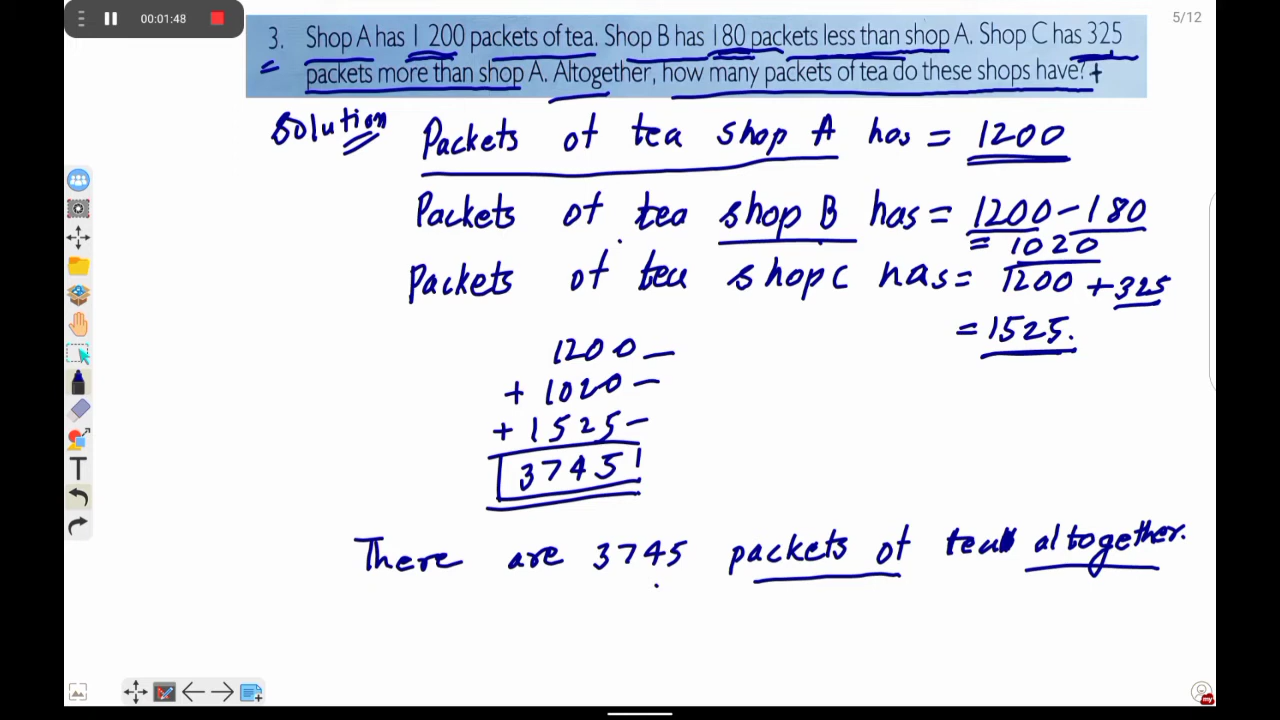 00:01:48
5/12
3. Shop A has 1 200 packets of tea. Shop B has 180 packets less than shop A. Shop C has 325
packets more than shop A. Altogether, how many packets of tea do these shops have? +
Solution
Packets of tea shop A has = 1200
Packets of tea shop B has = 1200 - 180
= 1020
Packets of tea shop C has = 1200 + 325
= 1525.
1200 -
+ 1020 -
+ 1525 -
3745
There are 3745 packets of tea altogether.
T
my